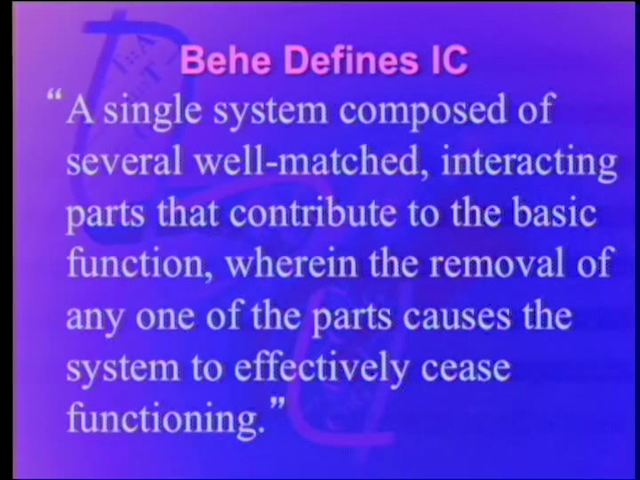 Behe Defines IC
“A single system composed of
several well-matched, interacting
parts that contribute to the basic
function, wherein the removal of
any one of the parts causes the
system to effectively cease
functioning.”